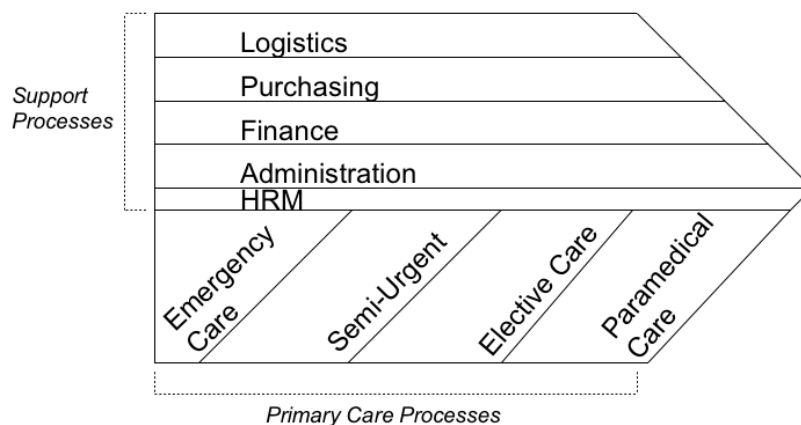 Logistics
Purchasing
Support
Processes
Finance
Administration
HRM
Emergency
Care
Semi-Urgent
Elective Care
Paramedical
Care
Primary Care Processes